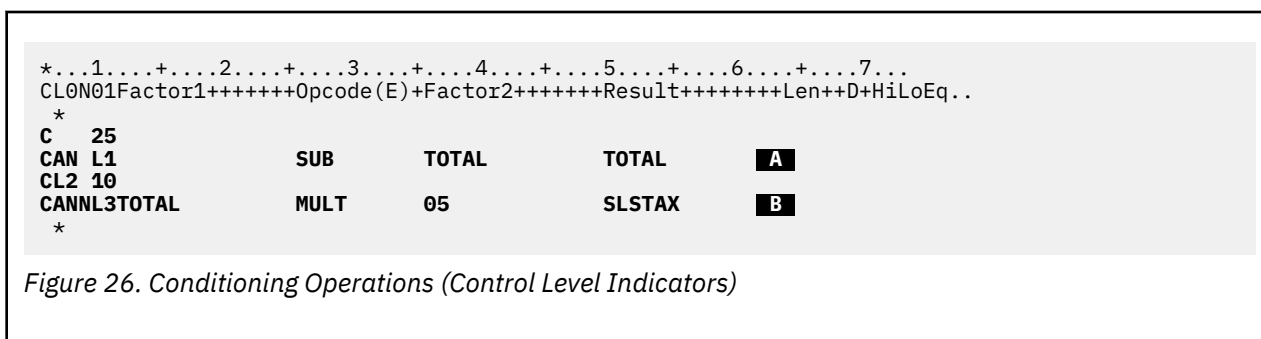 *...1....+....2....+....3....+....4....+....5....+....6....+....7...
CL0N01Factor1+++++++Opcode(E)+Factor2+++++++Result++++++++Len++D+HiLoEq..
 *
C   25
CAN L1              SUB       TOTAL         TOTAL          A
CL2 10
CANNL3TOTAL         MULT      05            SLSTAX         B
 *
Figure 26. Conditioning Operations (Control Level Indicators)